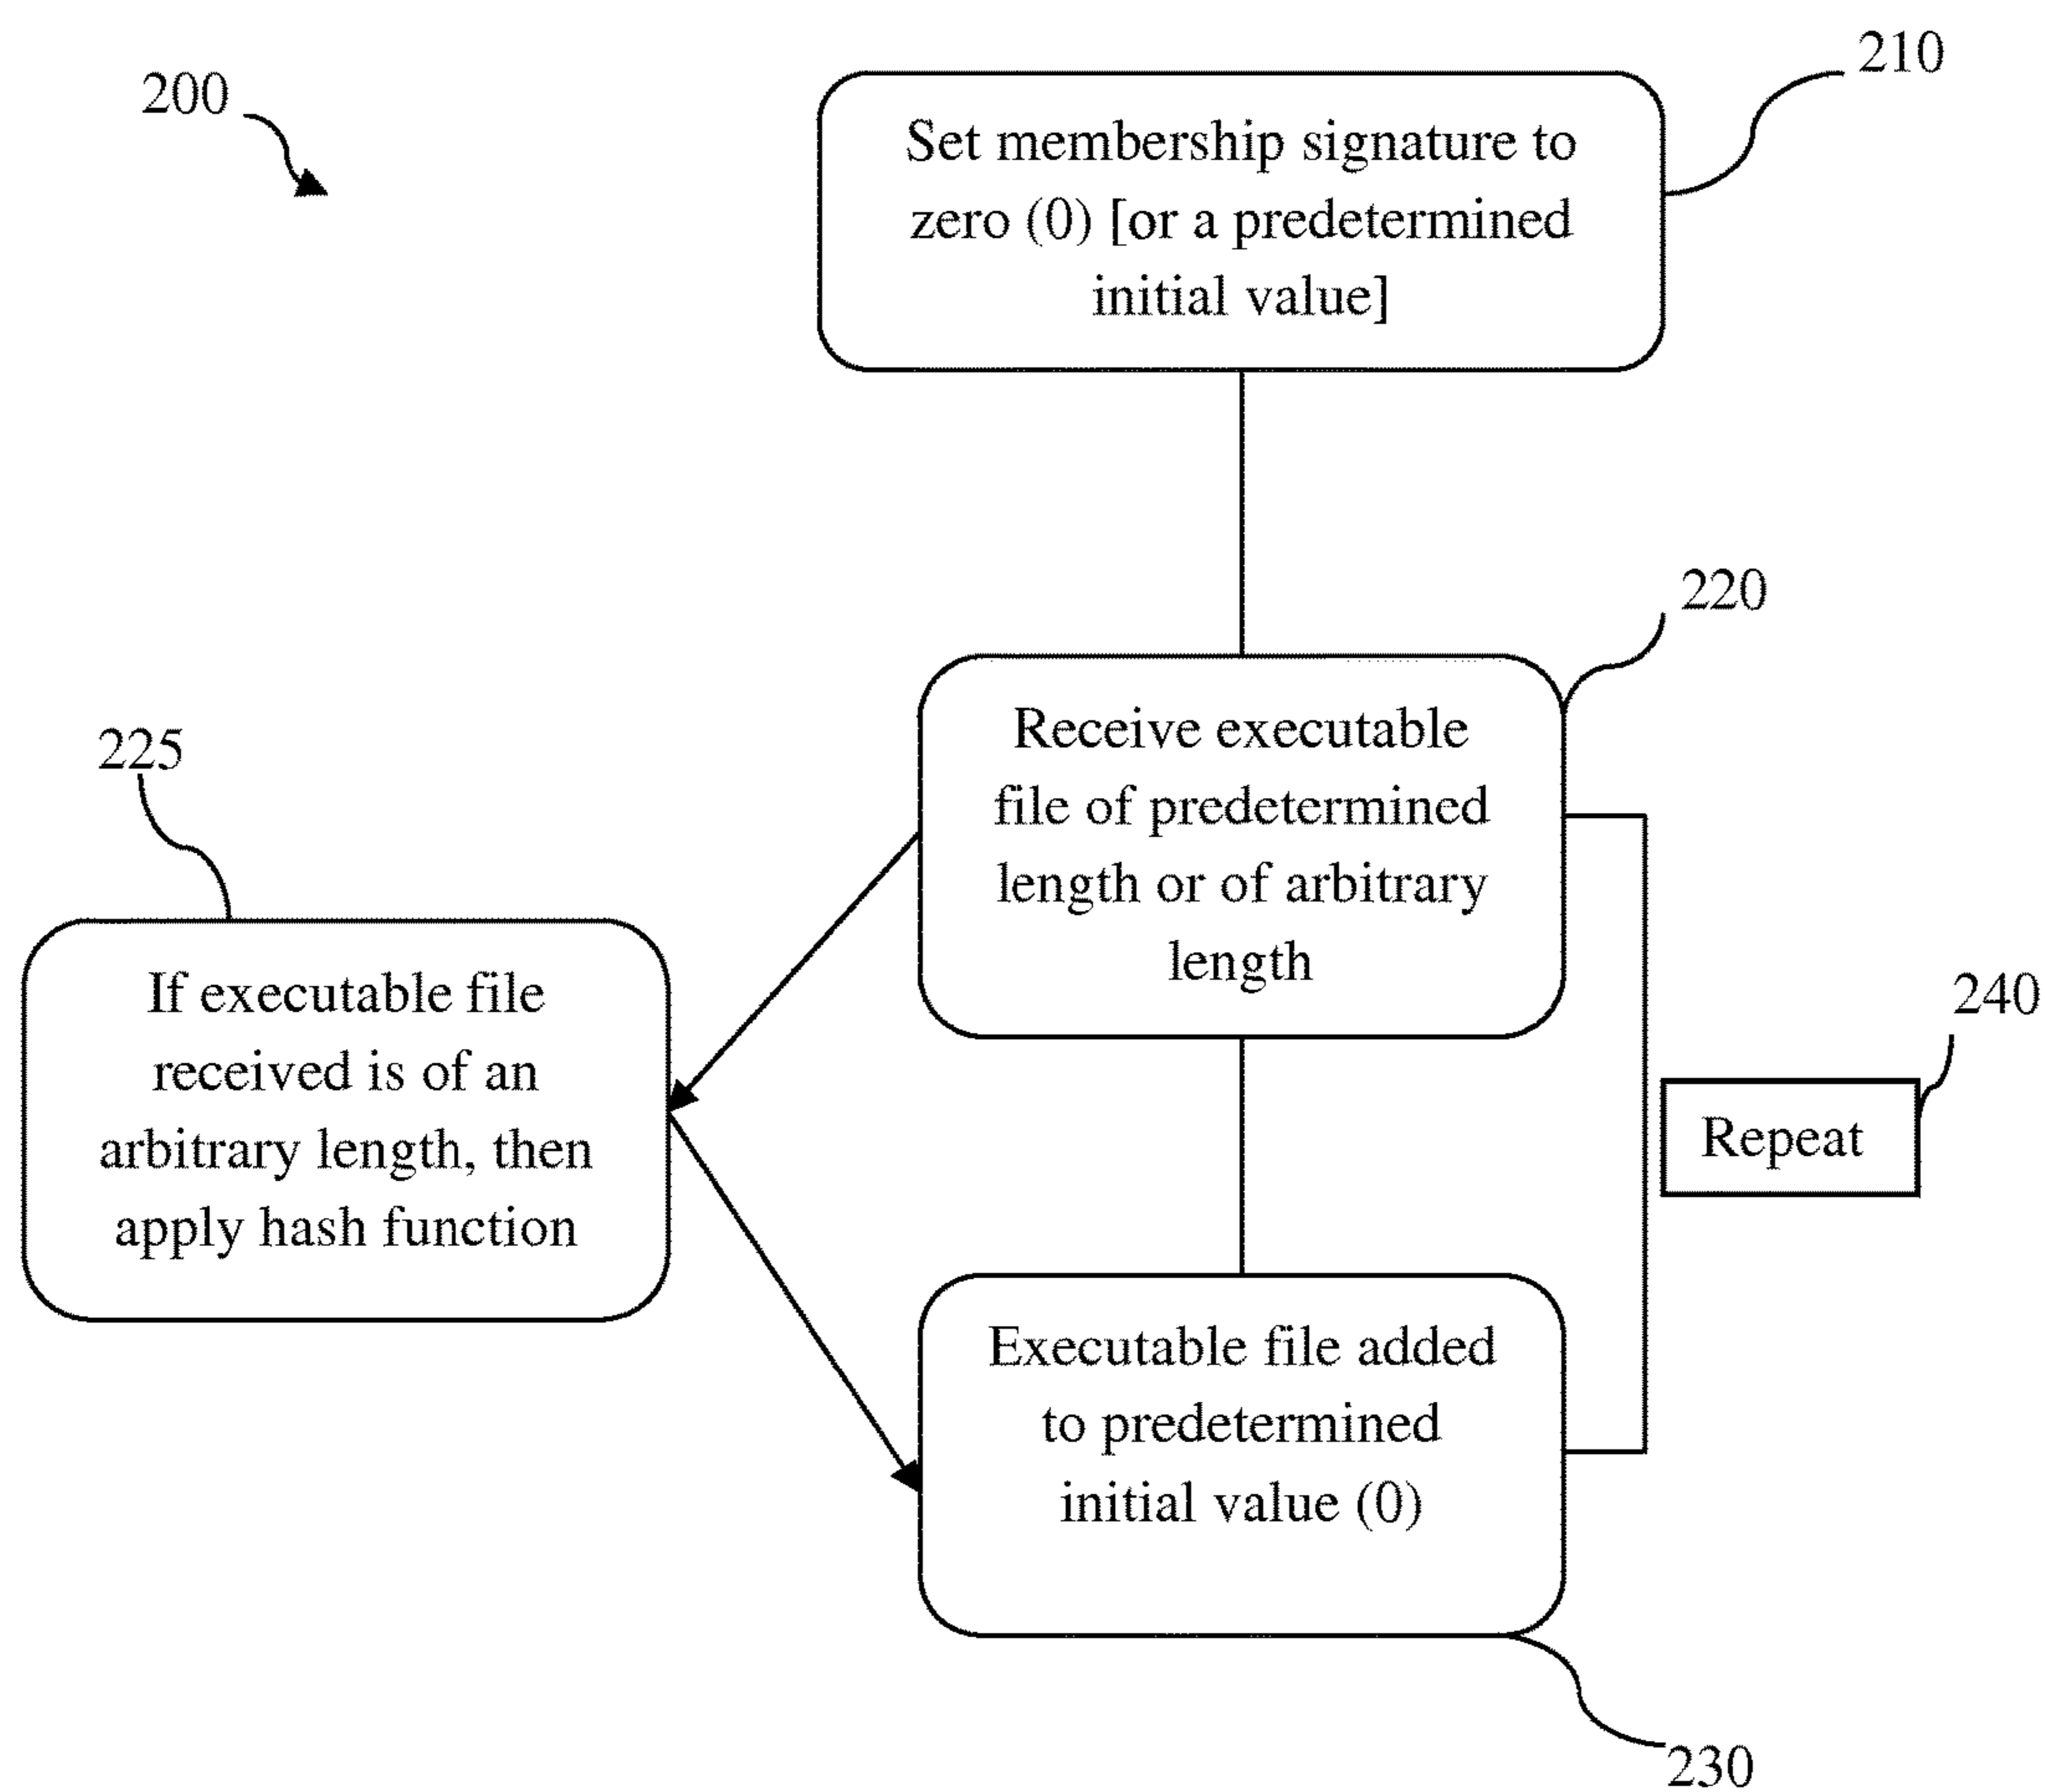 200
210
Set membership signature to
zero (0) [or a predetermined
initial value]
220
Receive executable
file of predetermined
length or of arbitrary
length
225
If executable file
received is of an
arbitrary length, then
apply hash function
240
Repeat
Executable file added
to predetermined
initial value (0)
230